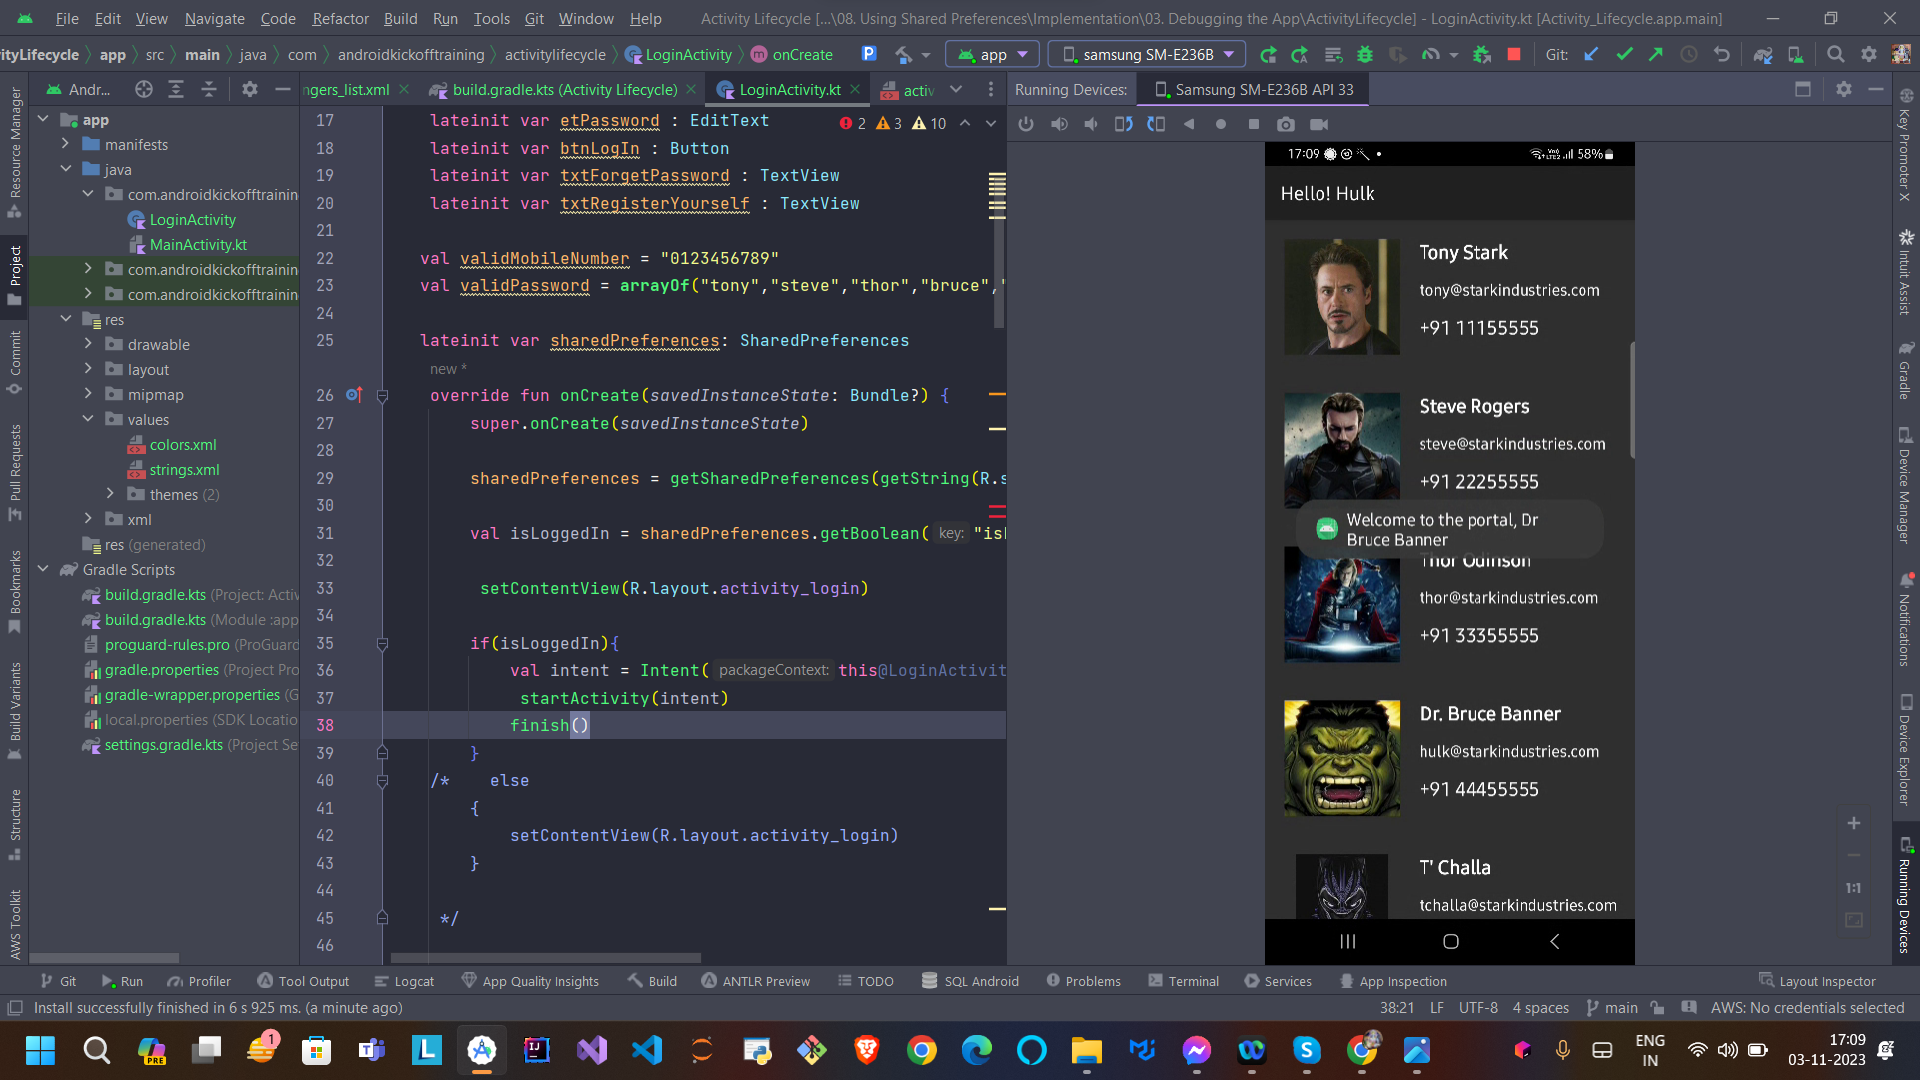 File Edit View Navigate Code Refactor Build Run Tools Git Window Help Activity Lifecycle [...\08. Using Shared Preferences\Implementation\03. Debugging the App\ActivityLifecycle] - LoginActivity.kt [Activity_Lifecycle.app.main]
ityLifecycle app src main java com androidkickofftraining activitylifecycle LoginActivity onCreate app samsung SM-E236B Git:
Andr... ngers_list.xml build.gradle.kts (Activity Lifecycle) LoginActivity.kt activ Running Devices: Samsung SM-E236B API 33
Resource Manager
Project
Commit
Pull Requests
Bookmarks
Build Variants
Structure
AWS Toolkit
app
manifests
java
com.androidkickofftraining
LoginActivity
MainActivity.kt
com.androidkickofftraining
com.androidkickofftraining
res
drawable
layout
mipmap
values
colors.xml
strings.xml
themes (2)
xml
res (generated)
Gradle Scripts
build.gradle.kts (Project: Activ
build.gradle.kts (Module :app
proguard-rules.pro (ProGuard
gradle.properties (Project Pro
gradle-wrapper.properties (G
local.properties (SDK Locatio
settings.gradle.kts (Project Se
2 3 10
17 lateinit var etPassword : EditText
18 lateinit var btnLogIn : Button
19 lateinit var txtForgetPassword : TextView
20 lateinit var txtRegisterYourself : TextView
21
22 val validMobileNumber = "0123456789"
23 val validPassword = arrayOf("tony","steve","thor","bruce","
24
25 lateinit var sharedPreferences: SharedPreferences
new *
26 override fun onCreate(savedInstanceState: Bundle?) {
27 super.onCreate(savedInstanceState)
28
29 sharedPreferences = getSharedPreferences(getString(R.s
30
31 val isLoggedIn = sharedPreferences.getBoolean( key: "isL
32
33 setContentView(R.layout.activity_login)
34
35 if(isLoggedIn){
36 val intent = Intent( packageContext: this@LoginActivit
37 startActivity(intent)
38 finish()
39 }
40 /* else
41 {
42 setContentView(R.layout.activity_login)
43 }
44
45 */
46
17:09 58%
Hello! Hulk
Tony Stark
tony@starkindustries.com
+91 11155555
Steve Rogers
steve@starkindustries.com
+91 22255555
Welcome to the portal, Dr
Bruce Banner
Thor Odinson
thor@starkindustries.com
+91 33355555
Dr. Bruce Banner
hulk@starkindustries.com
+91 44455555
T' Challa
tchalla@starkindustries.com
1:1
Key Promoter X
Intuit Assist
Gradle
Device Manager
Notifications
Device Explorer
Running Devices
Git Run Profiler Tool Output Logcat App Quality Insights Build ANTLR Preview TODO SQL Android Problems Terminal Services App Inspection Layout Inspector
Install successfully finished in 6 s 925 ms. (a minute ago) 38:21 LF UTF-8 4 spaces main AWS: No credentials selected
PRE 1 ENG
IN
17:09
03-11-2023